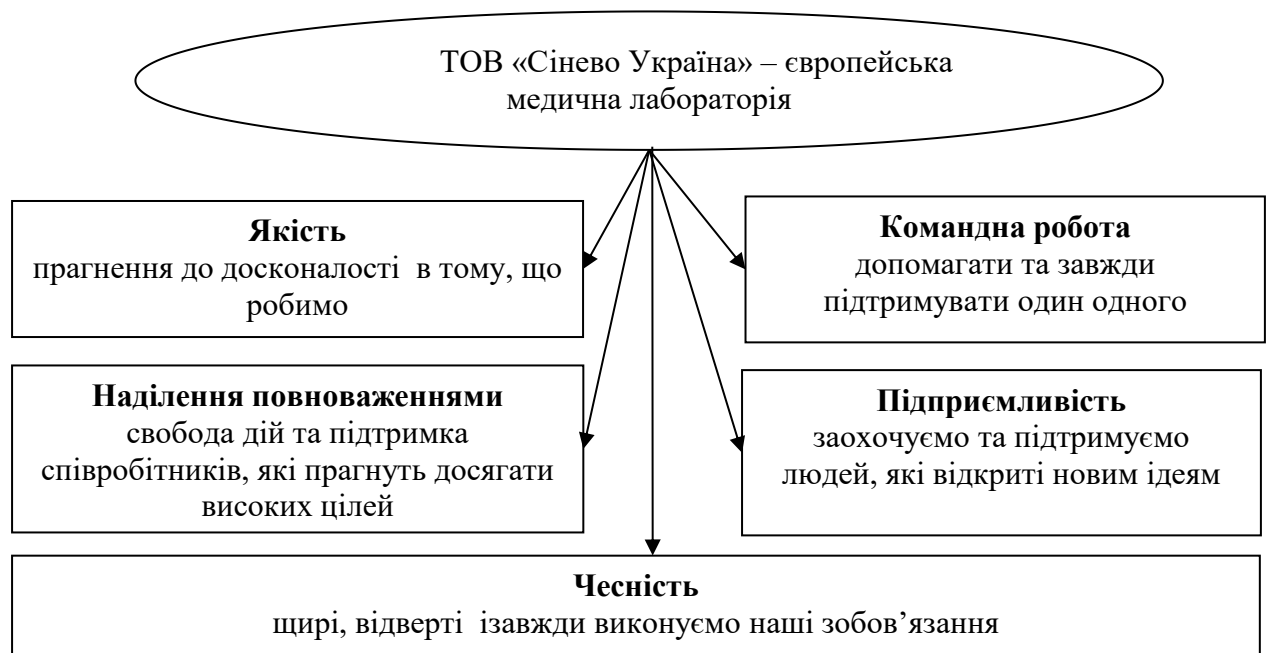 ТОВ «Сінево Україна» – європейська
медична лабораторія
Якість
прагнення до досконалості в тому, що
робимо
Командна робота
допомагати та завжди
підтримувати один одного
Наділення повноваженнями
свобода дій та підтримка
співробітників, які прагнуть досягати
високих цілей
Підприємливість
заохочуємо та підтримуємо
людей, які відкриті новим ідеям
Чесність
щирі, відверті ізавжди виконуємо наші зобов’язання